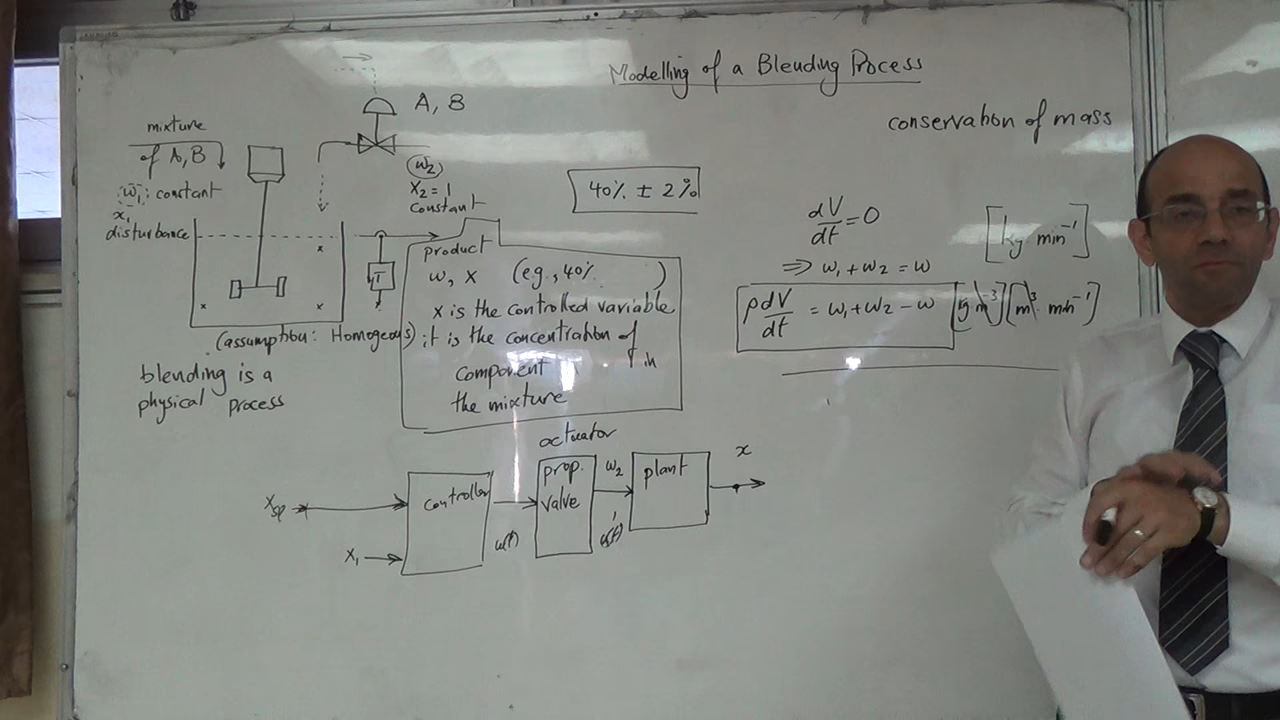 Modelling of a Blending Process
conservation of mass
mixture
of A, B
w̄₁: constant
x₁
disturbance
A, B
w₂
x₂ = 1
constant
40% ± 2%
T
product
w, x (e.g., 40% )
x is the controlled variable
(assumption: Homogeous) ; it is the concentration of
component in
the mixture
blending is a
physical process
dV/dt = 0
[kg min⁻¹]
⇒ w₁ + w₂ = w
ρ dV/dt = w₁ + w₂ − w [kg m⁻³][m³ min⁻¹]
actuator
Xsp
x₁
controller
u(t)
prop.
valve
w₂
plant
x